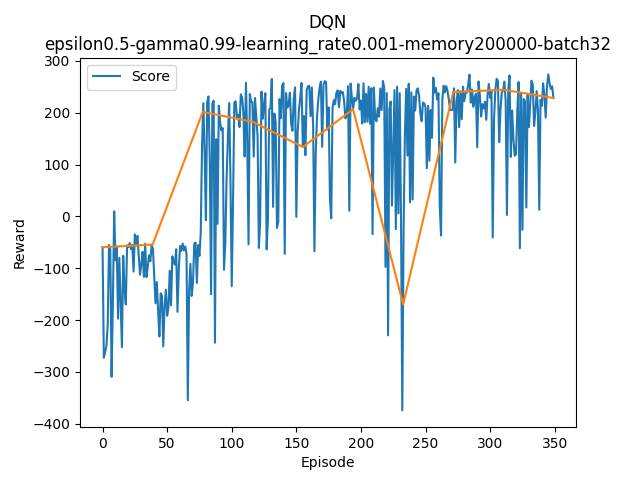 DQN
epsilon0.5-gamma0.99-learning_rate0.001-memory200000-batch32
Score
300
200
100
0
−100
−200
−300
−400
Reward
0 50 100 150 200 250 300 350
Episode